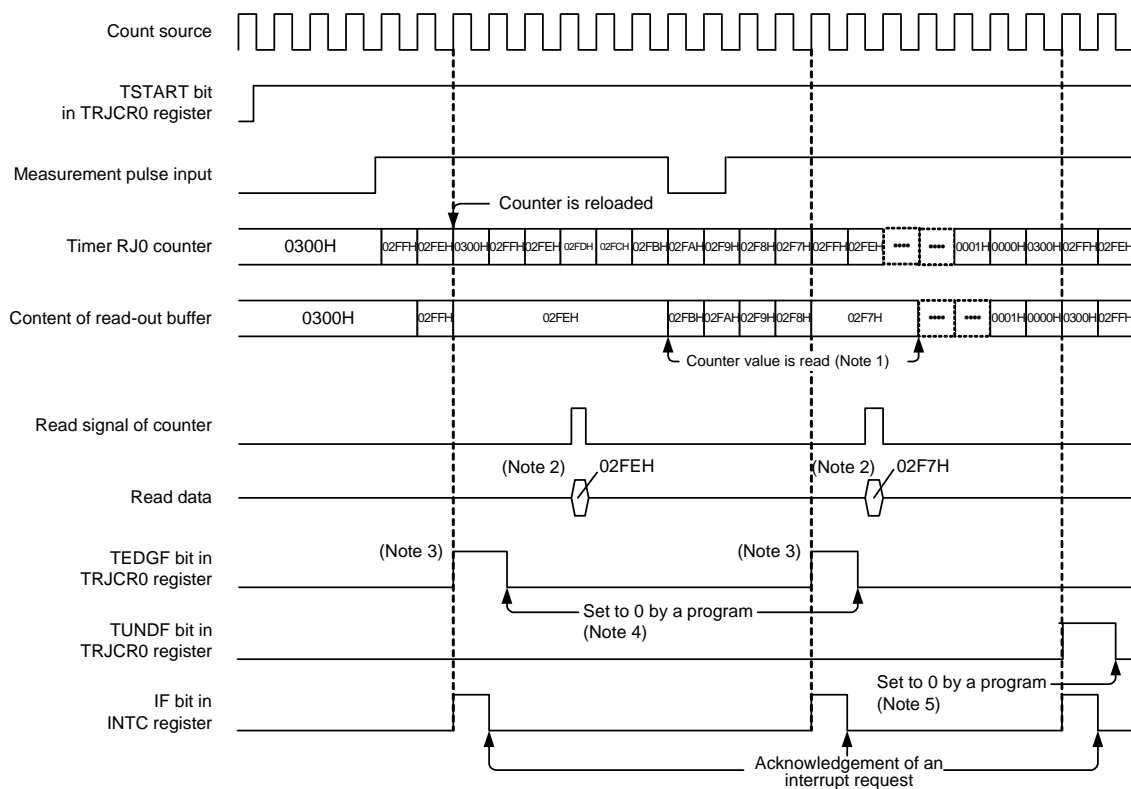 Count source
TSTART bit
in TRJCR0 register
Measurement pulse input
Counter is reloaded
Timer RJ0 counter
0300H 02FFH 02FEH 0300H 02FFH 02FEH 02FDH 02FCH 02FBH 02FAH 02F9H 02F8H 02F7H 02FFH 02FEH •••• •••• 0001H 0000H 0300H 02FFH 02FEH
Content of read-out buffer
0300H 02FFH 02FEH 02FBH 02FAH 02F9H 02F8H 02F7H •••• •••• 0001H 0000H 0300H 02FFH
Counter value is read (Note 1)
Read signal of counter
(Note 2) 02FEH (Note 2) 02F7H
Read data
TEDGF bit in
TRJCR0 register
(Note 3) (Note 3)
Set to 0 by a program
(Note 4)
TUNDF bit in
TRJCR0 register
Set to 0 by a program
(Note 5)
IF bit in
INTC register
Acknowledgement of an
interrupt request